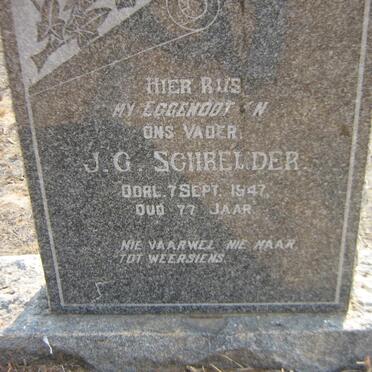 HIER RUS
MY EGGENOOT EN
ONS VADER
J. G. SCHREUDER.
OORL. 7 SEPT. 1947.
OUD 77 JAAR.
NIE VAARWEL NIE MAAR
TOT WEERSIENS.